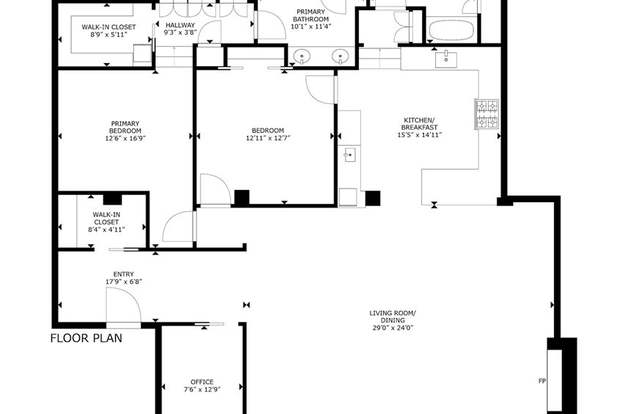 WALK-IN CLOSET
8'9" x 5'11"
HALLWAY
9'3" x 3'8"
PRIMARY
BATHROOM
10'1" x 11'4"
PRIMARY
BEDROOM
12'6" x 16'9"
BEDROOM
12'11" x 12'7"
KITCHEN/
BREAKFAST
15'5" x 14'11"
WALK-IN
CLOSET
8'4" x 4'11"
ENTRY
17'9" x 6'8"
LIVING ROOM/
DINING
29'0" x 24'0"
FLOOR PLAN
OFFICE
7'6" x 12'9"
FP